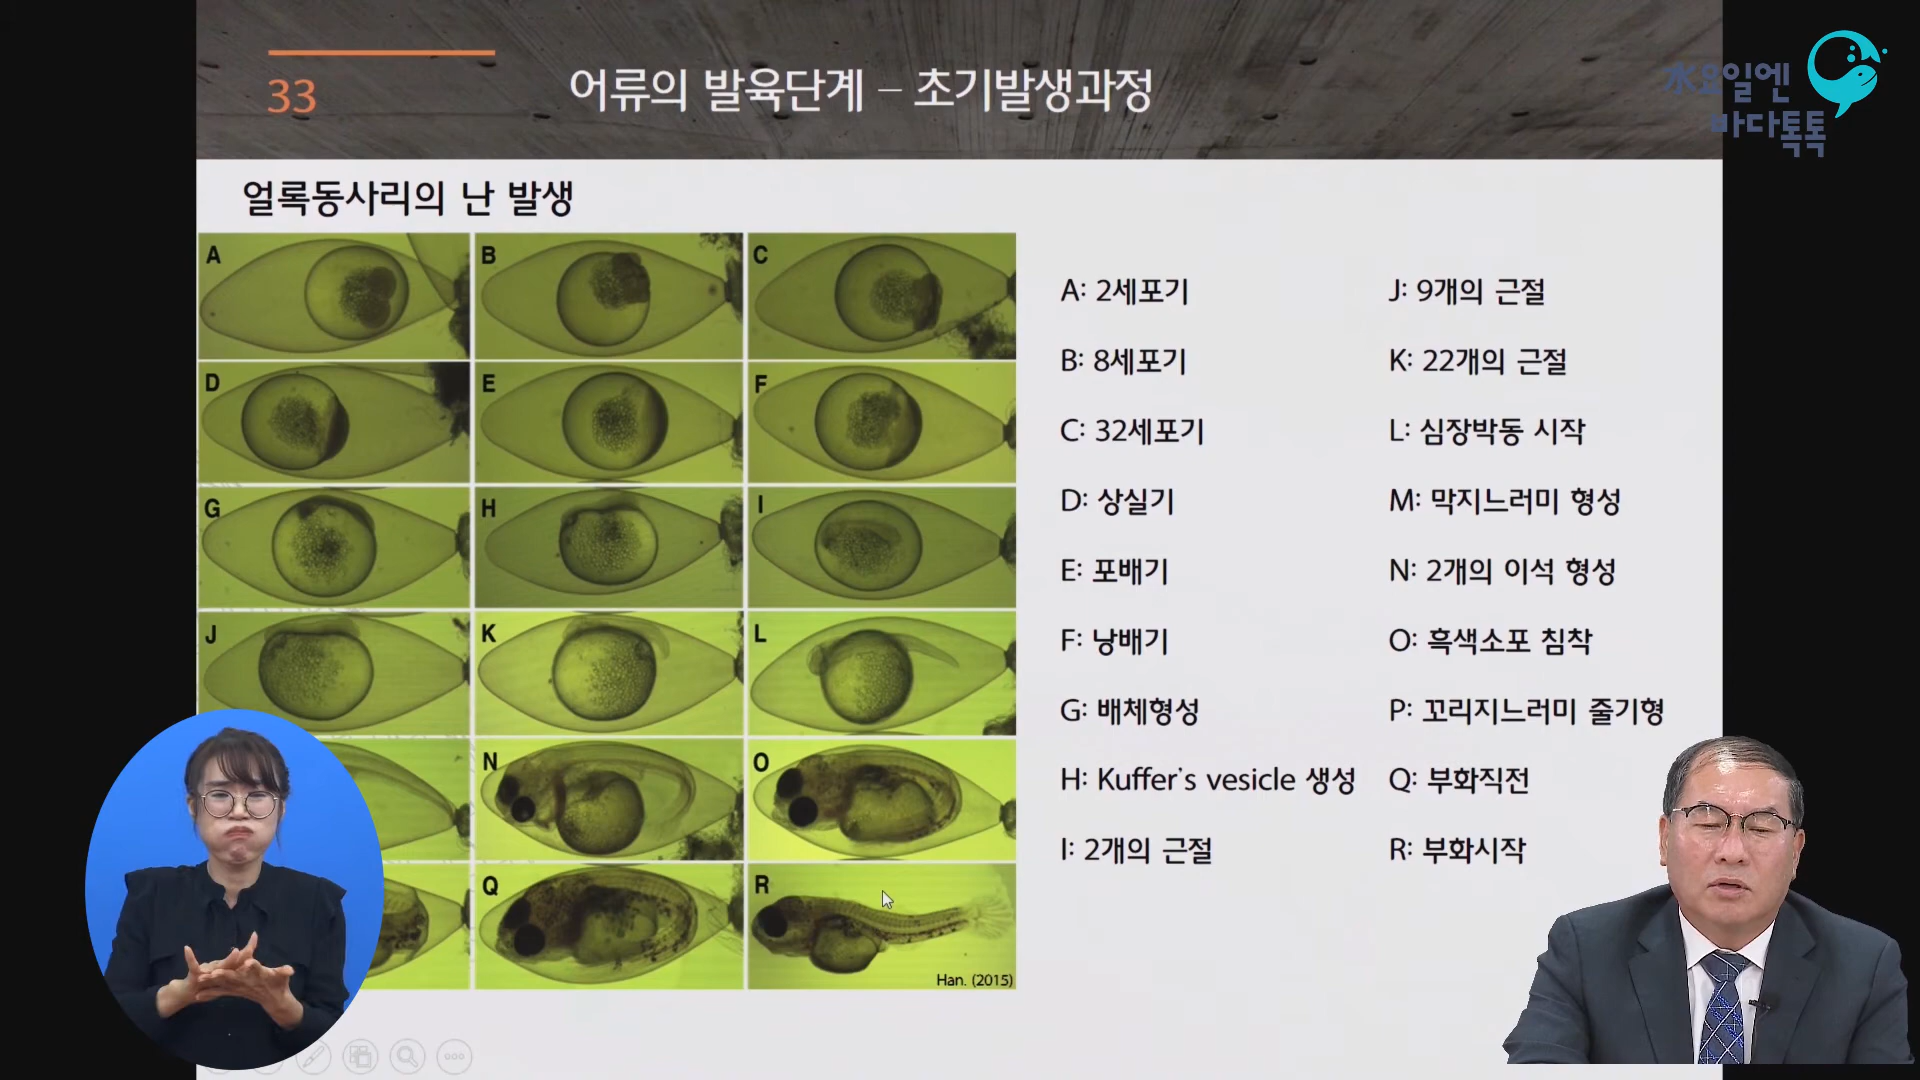 33
어류의 발육단계 – 초기발생과정
水요일엔
바다톡톡
얼록동사리의 난 발생
A
B
C
D
E
F
G
H
I
J
K
L
N
O
Q
R
Han. (2015)
A: 2세포기
B: 8세포기
C: 32세포기
D: 상실기
E: 포배기
F: 낭배기
G: 배체형성
H: Kuffer's vesicle 생성
I: 2개의 근절
J: 9개의 근절
K: 22개의 근절
L: 심장박동 시작
M: 막지느러미 형성
N: 2개의 이석 형성
O: 흑색소포 침착
P: 꼬리지느러미 줄기형
Q: 부화직전
R: 부화시작